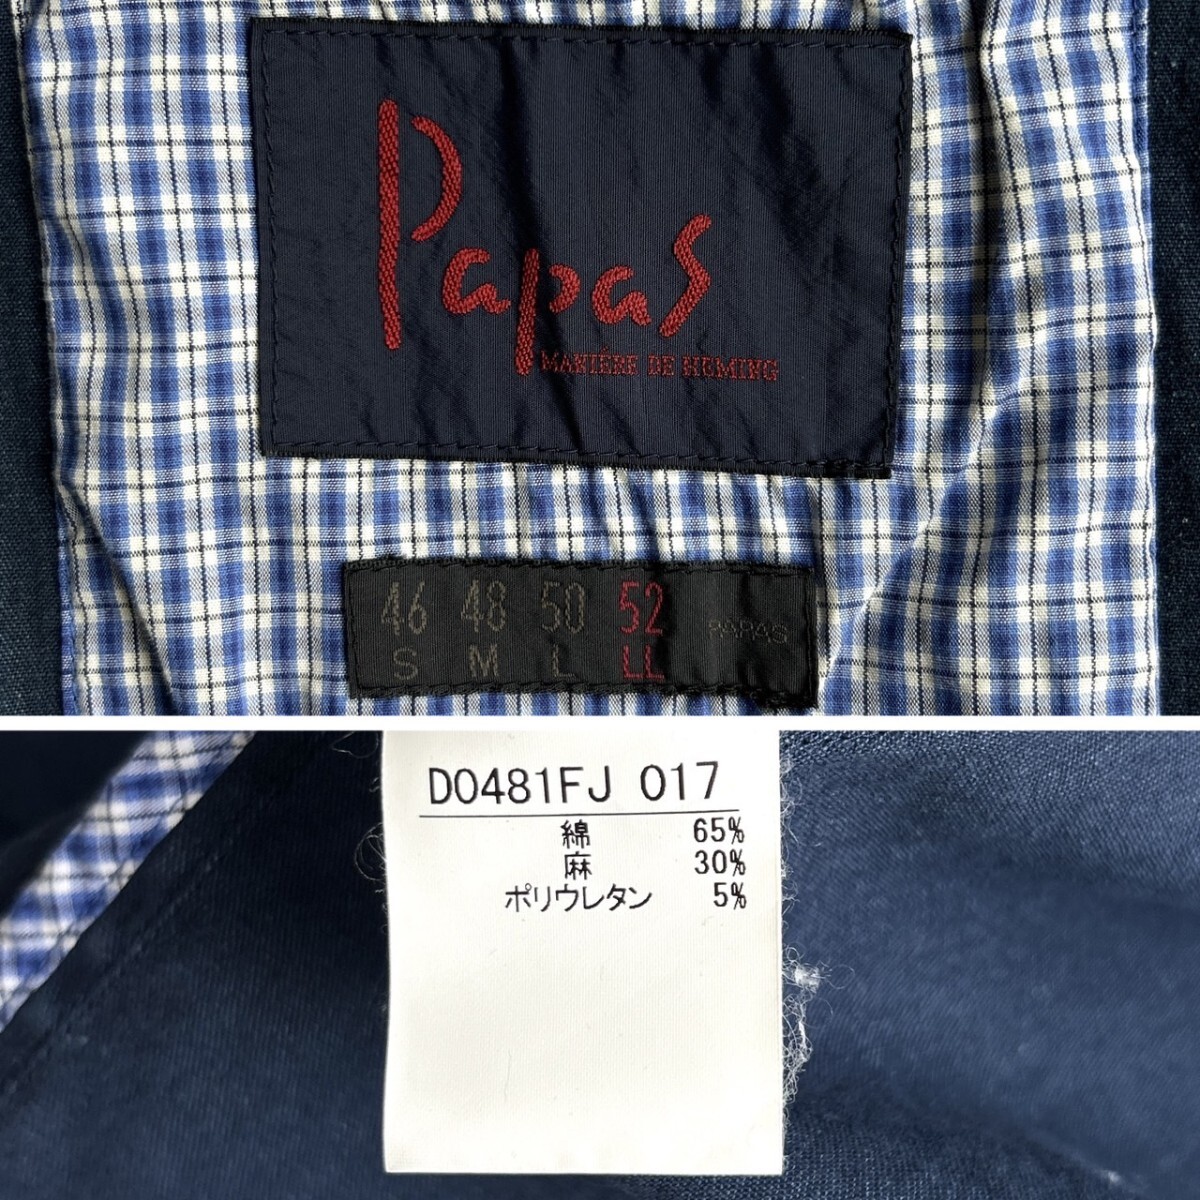 Papas
MANIÉRE DE HEMING
46 48 50 52 PAPAS
S M L LL
D0481FJ 017
綿 65%
麻 30%
ポリウレタン 5%